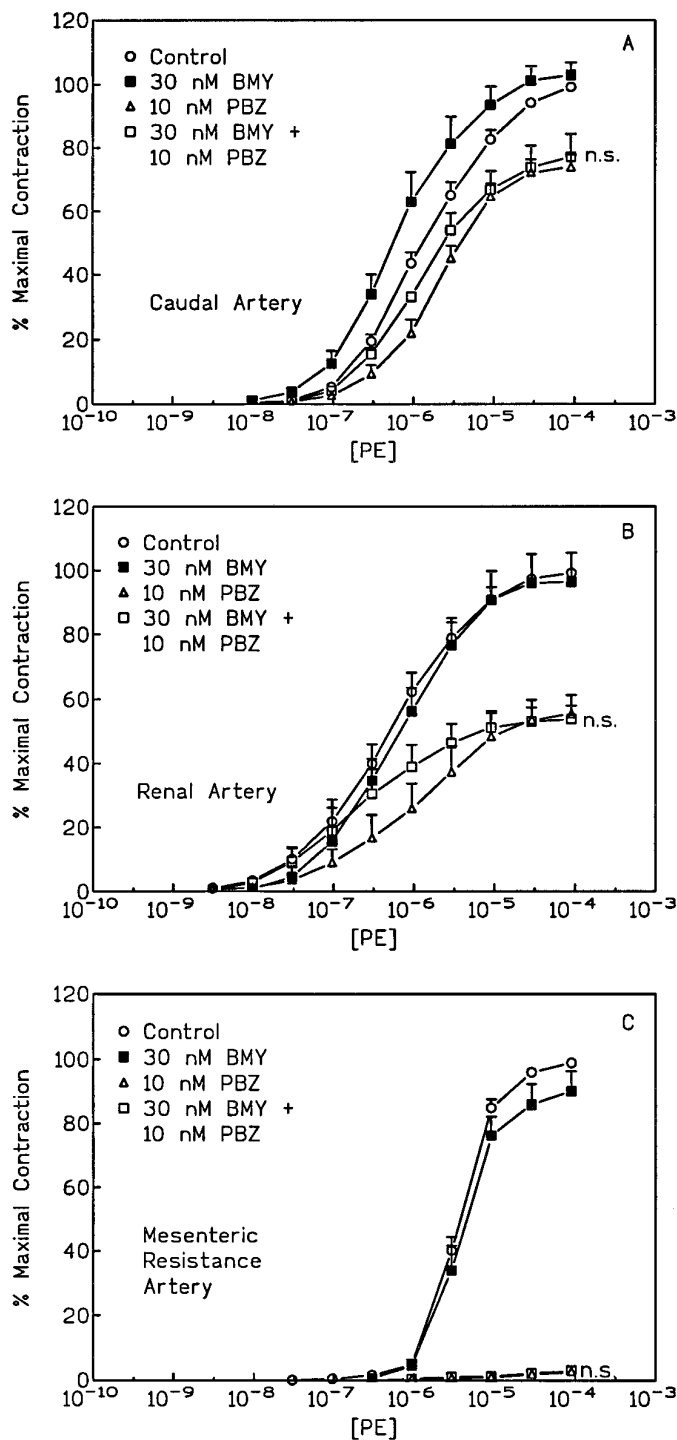 A
120
100
80
60
40
20
0
% Maximal Contraction
Control
30 nM BMY
10 nM PBZ
30 nM BMY +
10 nM PBZ
n.s.
Caudal Artery
10⁻¹⁰ 10⁻⁹ 10⁻⁸ 10⁻⁷ 10⁻⁶ 10⁻⁵ 10⁻⁴ 10⁻³
[PE]
B
120
100
80
60
40
20
0
% Maximal Contraction
Control
30 nM BMY
10 nM PBZ
30 nM BMY +
10 nM PBZ
n.s.
Renal Artery
10⁻¹⁰ 10⁻⁹ 10⁻⁸ 10⁻⁷ 10⁻⁶ 10⁻⁵ 10⁻⁴ 10⁻³
[PE]
C
120
100
80
60
40
20
0
% Maximal Contraction
Control
30 nM BMY
10 nM PBZ
30 nM BMY +
10 nM PBZ
Mesenteric
Resistance
Artery
n.s.
10⁻¹⁰ 10⁻⁹ 10⁻⁸ 10⁻⁷ 10⁻⁶ 10⁻⁵ 10⁻⁴ 10⁻³
[PE]